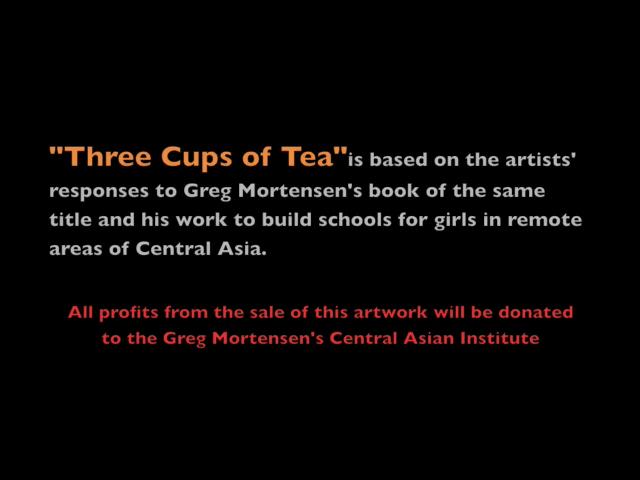 "Three Cups of Tea"is based on the artists'
responses to Greg Mortensen's book of the same
title and his work to build schools for girls in remote
areas of Central Asia.
All profits from the sale of this artwork will be donated
to the Greg Mortensen's Central Asian Institute